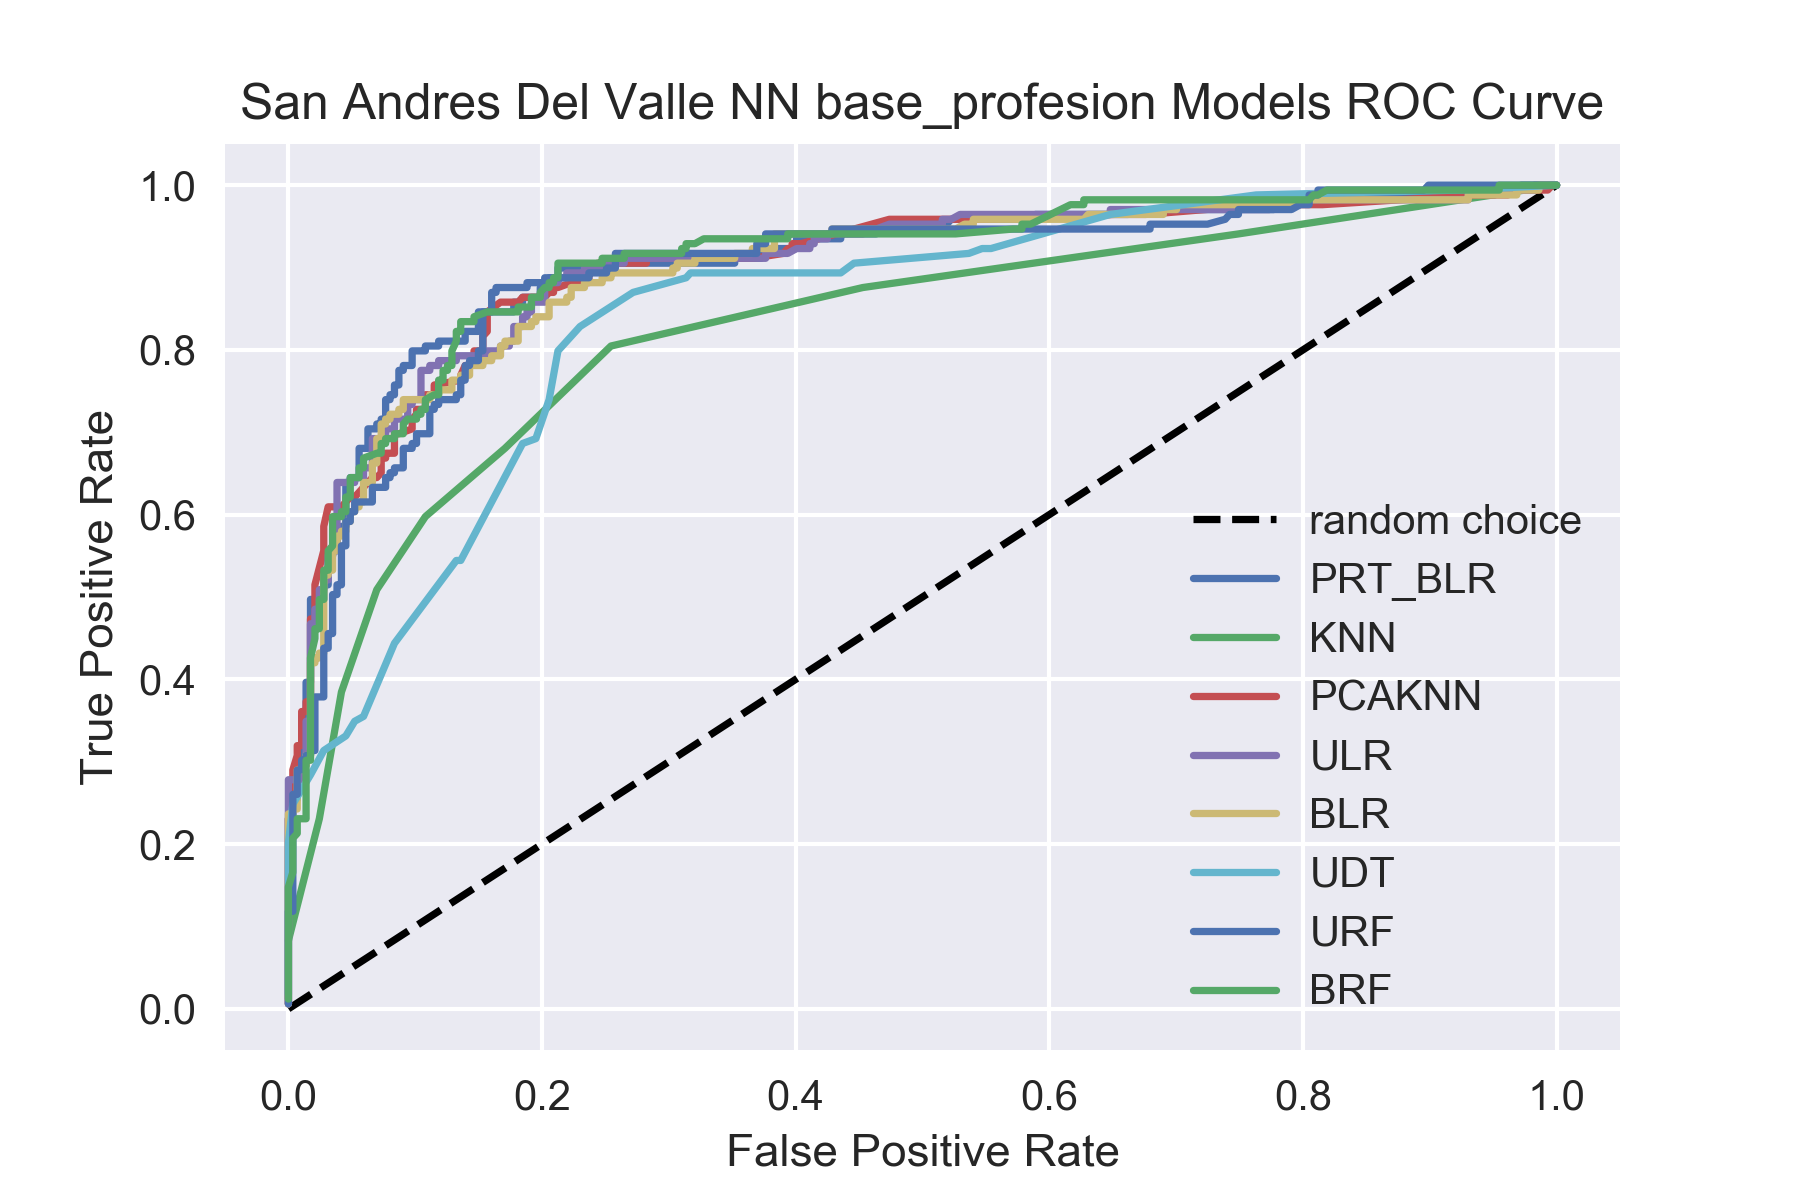 San Andres Del Valle NN base_profesion Models ROC Curve
1.0
0.8
0.6
0.4
0.2
0.0
True Positive Rate
random choice
PRT_BLR
KNN
PCAKNN
ULR
BLR
UDT
URF
BRF
0.0 0.2 0.4 0.6 0.8 1.0
False Positive Rate